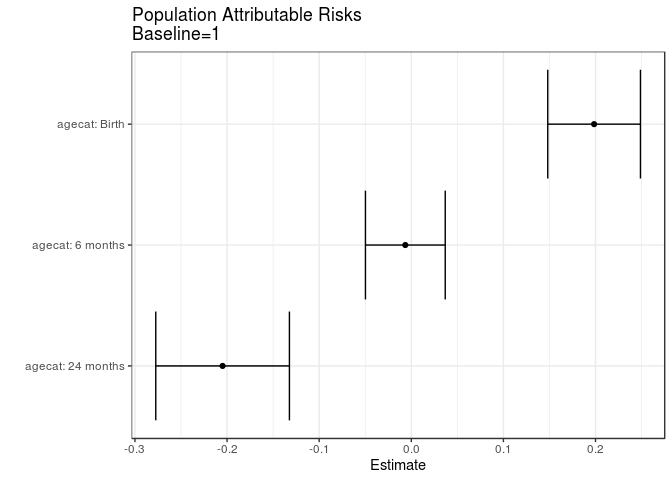 Population Attributable Risks
Baseline=1
agecat: Birth
agecat: 6 months
agecat: 24 months
-0.3 -0.2 -0.1 0.0 0.1 0.2
Estimate